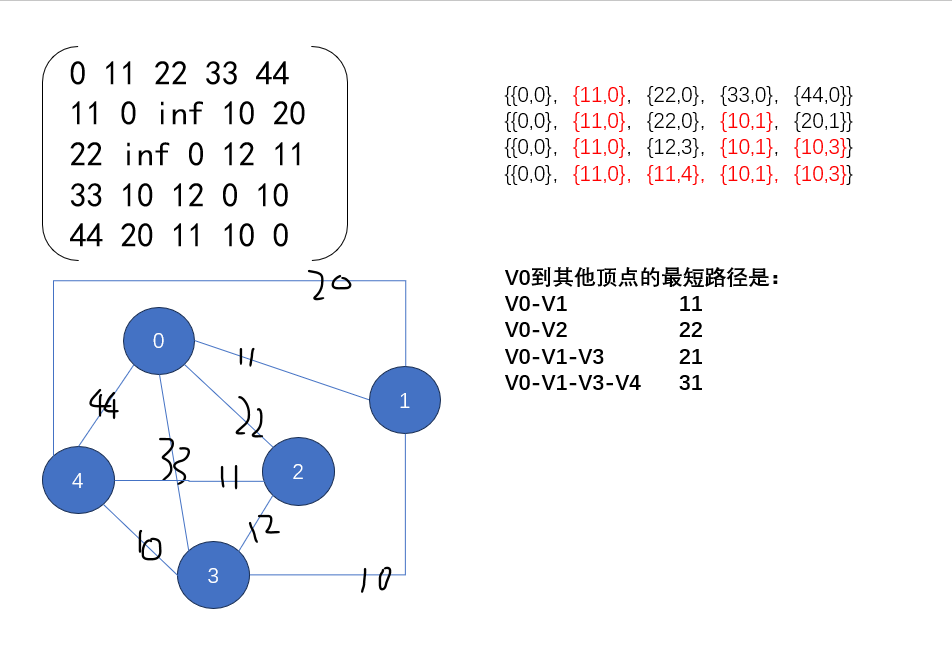 0 11 22 33 44
11 0 inf 10 20
22 inf 0 12 11
33 10 12 0 10
44 20 11 10 0
{{0,0}, {11,0}, {22,0}, {33,0}, {44,0}}
{{0,0}, {11,0}, {22,0}, {10,1}, {20,1}}
{{0,0}, {11,0}, {12,3}, {10,1}, {10,3}}
{{0,0}, {11,0}, {11,4}, {10,1}, {10,3}}
V0到其他顶点的最短路径是:
V0-V1 11
V0-V2 22
V0-V1-V3 21
V0-V1-V3-V4 31
20
0
11
1
44
22
33
4
11
2
12
10
3
10